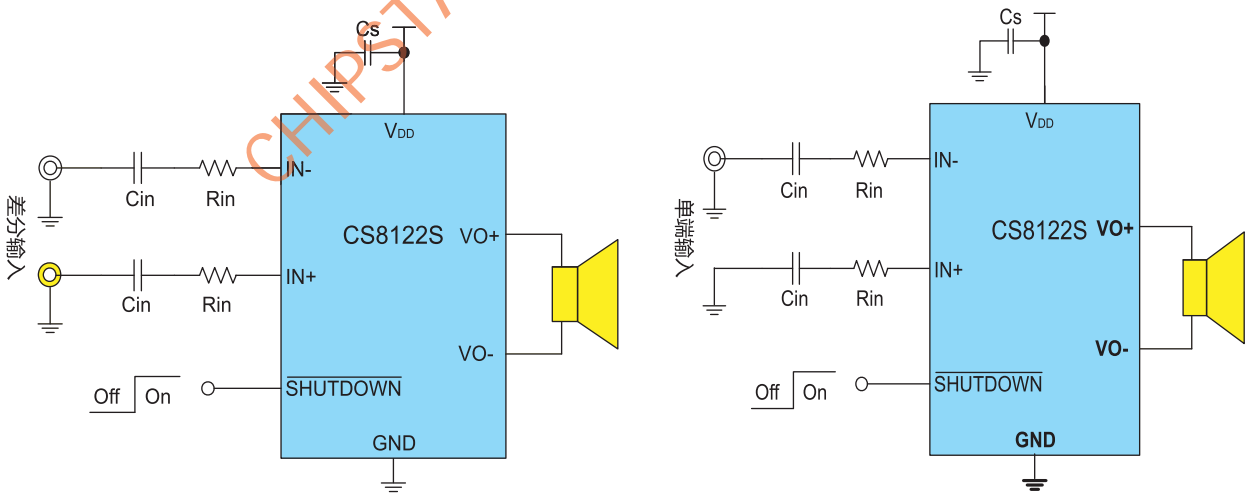 CHIPSTA
Cs
VDD
IN-
Cin
Rin
差分输入
CS8122S
VO+
IN+
Cin
Rin
VO-
Off
On
SHUTDOWN
GND
Cs
VDD
IN-
Cin
Rin
单端输入
CS8122S
VO+
IN+
Cin
Rin
VO-
Off
On
SHUTDOWN
GND